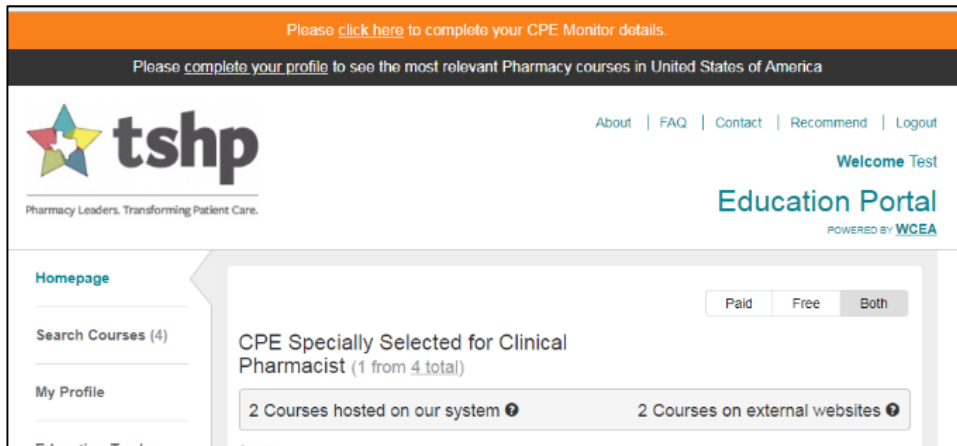 Please click here to complete your CPE Monitor details.
Please complete your profile to see the most relevant Pharmacy courses in United States of America
tshp
Pharmacy Leaders. Transforming Patient Care.
About | FAQ | Contact | Recommend | Logout
Welcome Test
Education Portal
POWERED BY WCEA
Homepage
Search Courses (4)
My Profile
Paid Free Both
CPE Specially Selected for Clinical
Pharmacist (1 from 4 total)
2 Courses hosted on our system ? 2 Courses on external websites ?